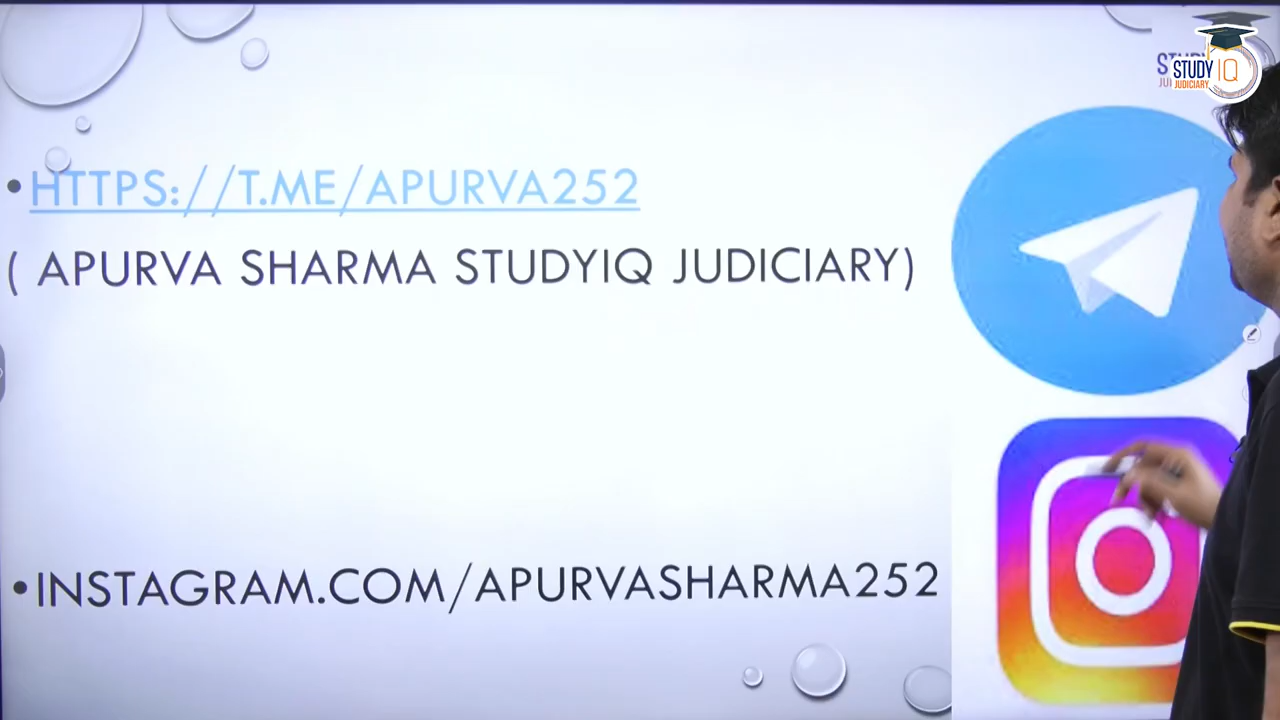 STUDY IQ
JUDICIARY
• HTTPS://T.ME/APURVA252
( APURVA SHARMA STUDYIQ JUDICIARY)
• INSTAGRAM.COM/APURVASHARMA252